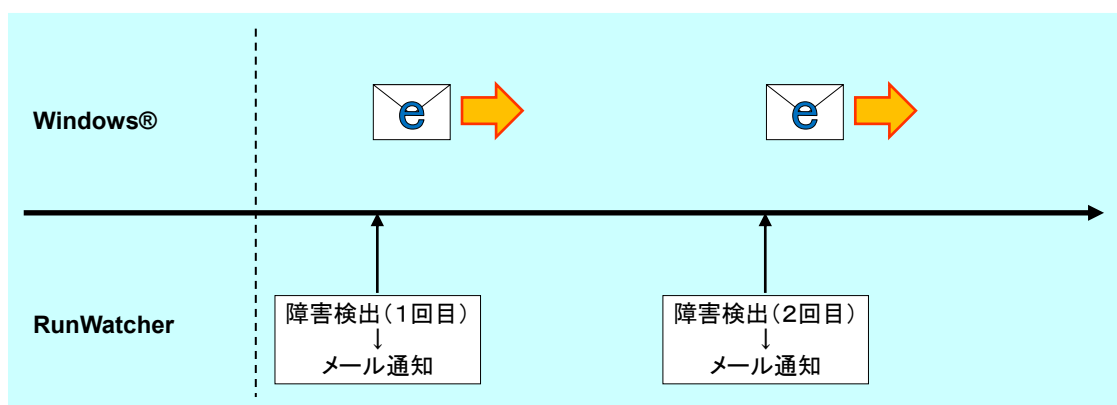 Windows®
e
e
RunWatcher
障害検出(1回目)
↓
メール通知
障害検出(2回目)
↓
メール通知